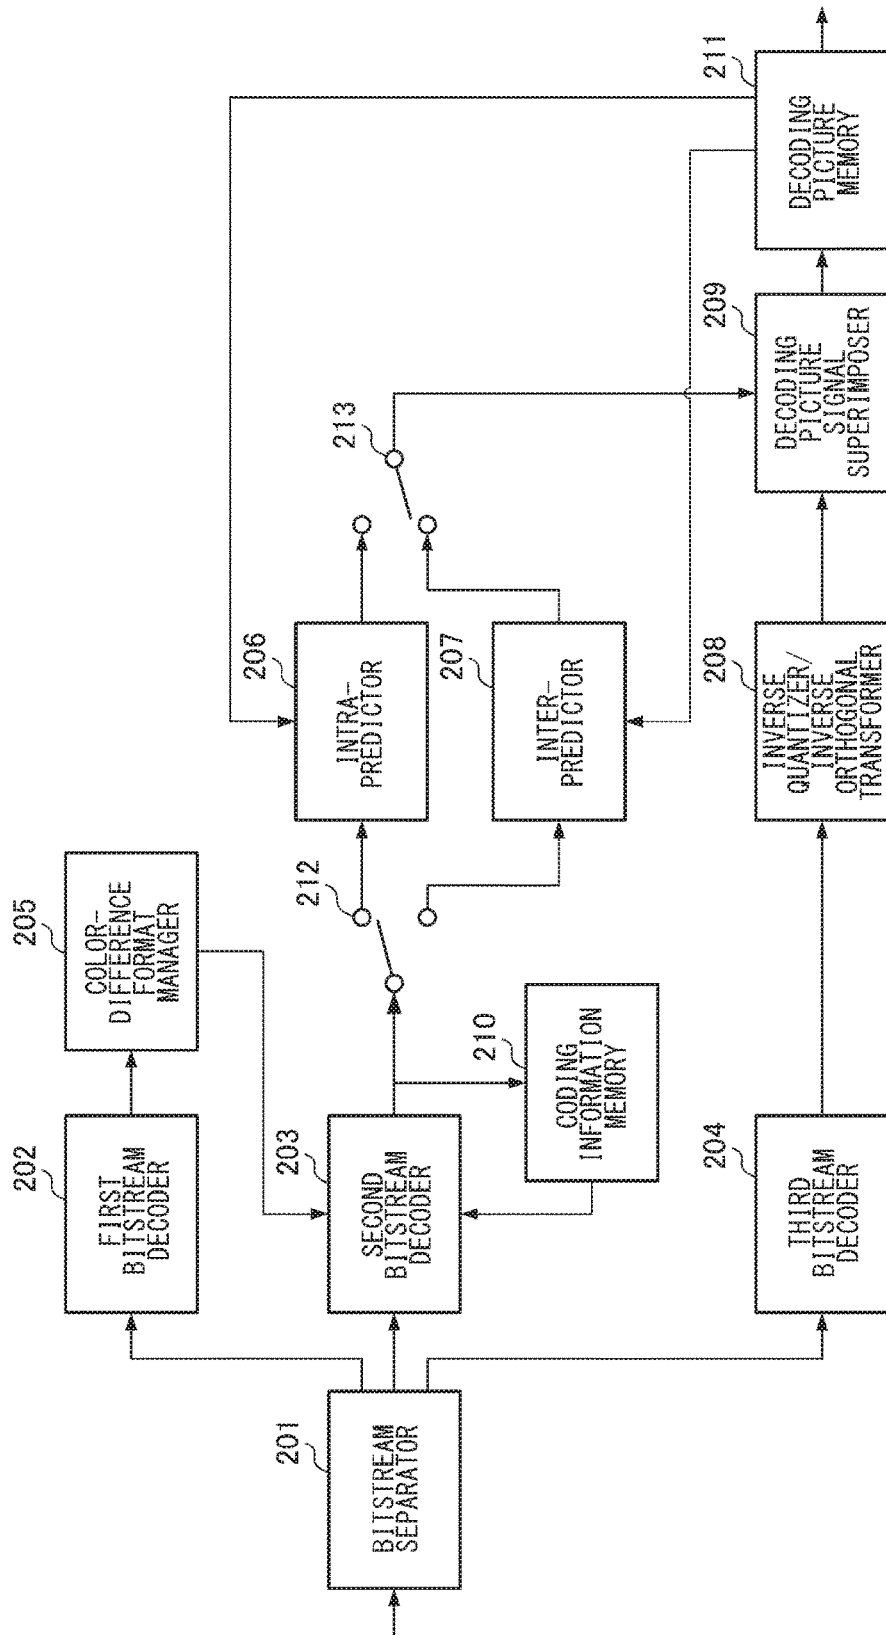 201
BITSTREAM
SEPARATOR
202
FIRST
BITSTREAM
DECODER
205
COLOR-
DIFFERENCE
FORMAT
MANAGER
203
SECOND
BITSTREAM
DECODER
210
CODING
INFORMATION
MEMORY
204
THIRD
BITSTREAM
DECODER
212
206
INTRA-
PREDICTOR
207
INTER-
PREDICTOR
213
208
INVERSE
QUANTIZER/
INVERSE
ORTHOGONAL
TRANSFORMER
209
DECODING
PICTURE
SIGNAL
SUPERIMPOSER
211
DECODING
PICTURE
MEMORY